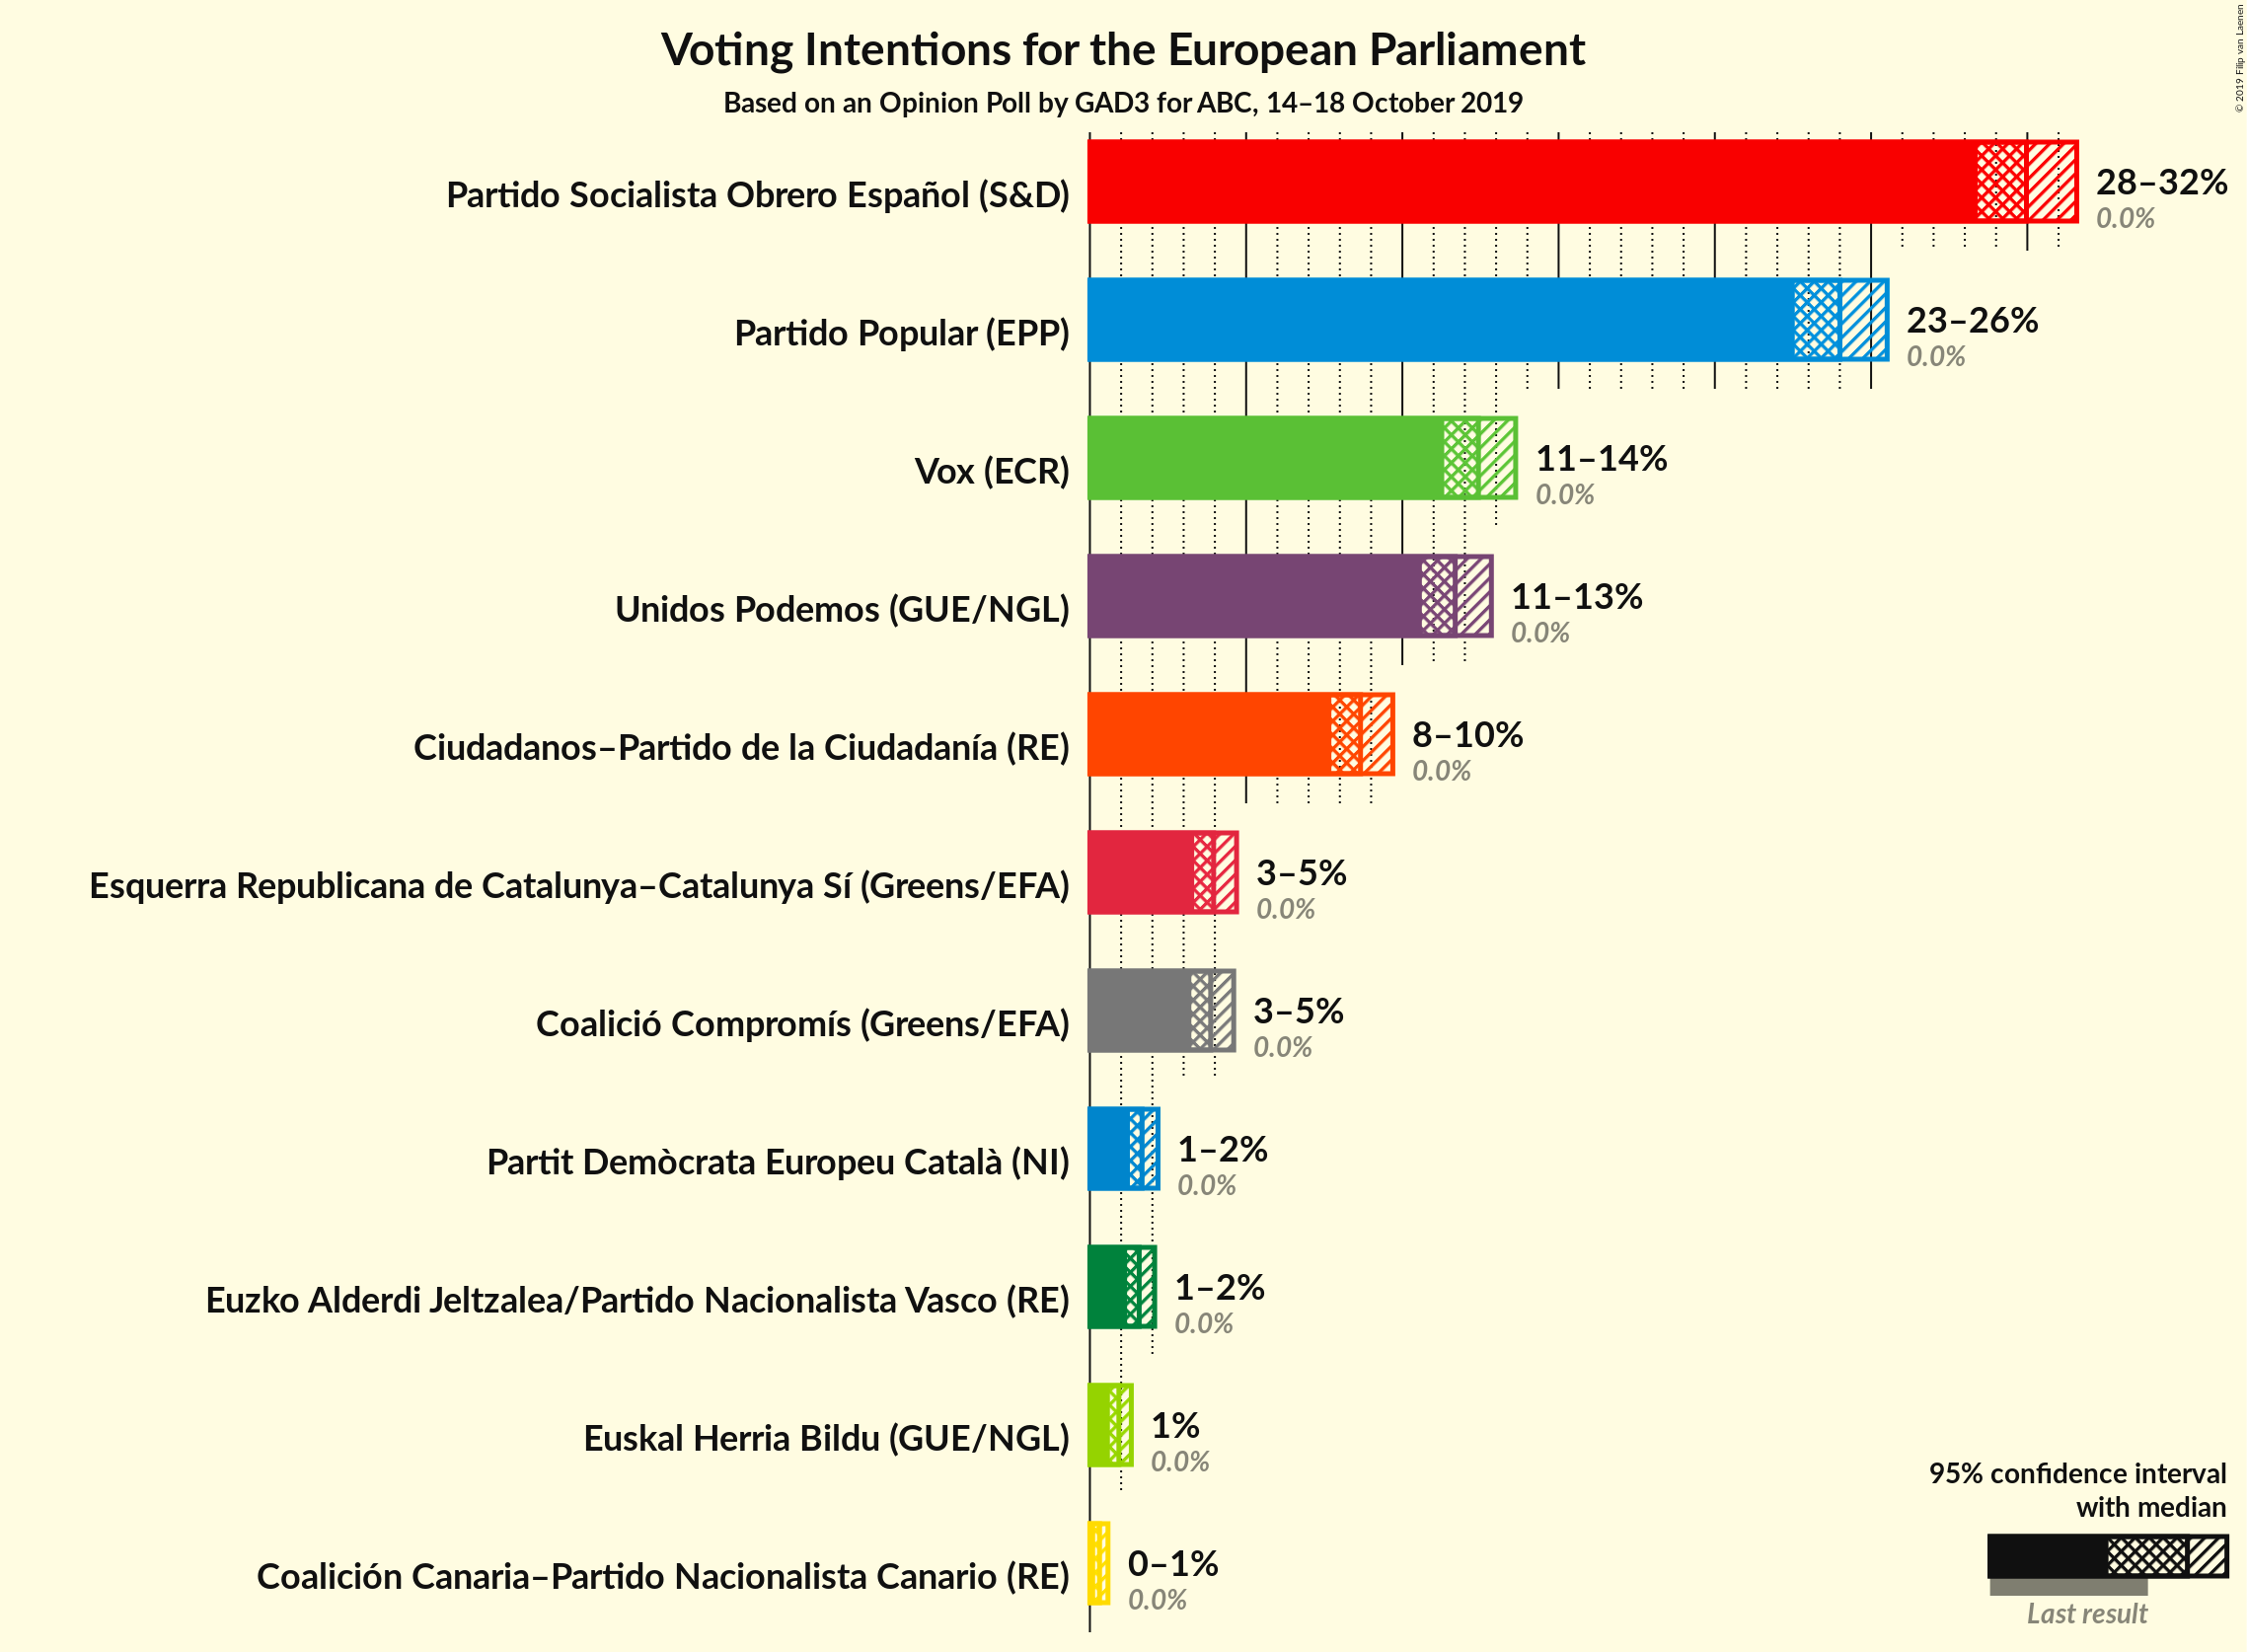 Voting Intentions for the European Parliament
Based on an Opinion Poll by GAD3 for ABC, 14–18 October 2019
© 2019 Filip van Laenen
Partido Socialista Obrero Español (S&D)
28–32%
0.0%
Partido Popular (EPP)
23–26%
0.0%
Vox (ECR)
11–14%
0.0%
Unidos Podemos (GUE/NGL)
11–13%
0.0%
Ciudadanos–Partido de la Ciudadanía (RE)
8–10%
0.0%
Esquerra Republicana de Catalunya–Catalunya Sí (Greens/EFA)
3–5%
0.0%
Coalició Compromís (Greens/EFA)
3–5%
0.0%
Partit Demòcrata Europeu Català (NI)
1–2%
0.0%
Euzko Alderdi Jeltzalea/Partido Nacionalista Vasco (RE)
1–2%
0.0%
Euskal Herria Bildu (GUE/NGL)
1%
0.0%
Coalición Canaria–Partido Nacionalista Canario (RE)
0–1%
0.0%
95% confidence interval
with median
Last result